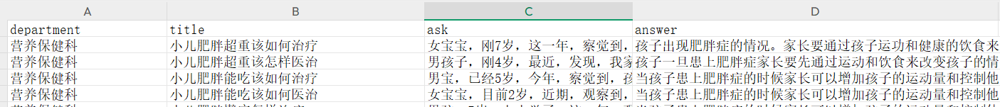 A B C D
department title ask answer
营养保健科 小儿肥胖超重该如何治疗 女宝宝，刚7岁，这一年，察觉到， 孩子出现肥胖症的情况。家长要通过孩子运功和健康的饮食来
营养保健科 小儿肥胖超重该怎样医治 男孩子，刚4岁，最近，发现，我家 孩子一旦患上肥胖症家长要先通过运动和饮食来改变孩子的情
营养保健科 小儿肥胖能吃该如何治疗 男宝，已经5岁，今年，察觉到，孩 当孩子患上肥胖症的时候家长可以增加孩子的运动量和控制他
营养保健科 小儿肥胖能吃该如何医治 女宝宝，目前2岁，近期，观察到， 当孩子患上肥胖症的时候家长可以增加孩子的运动量和控制他